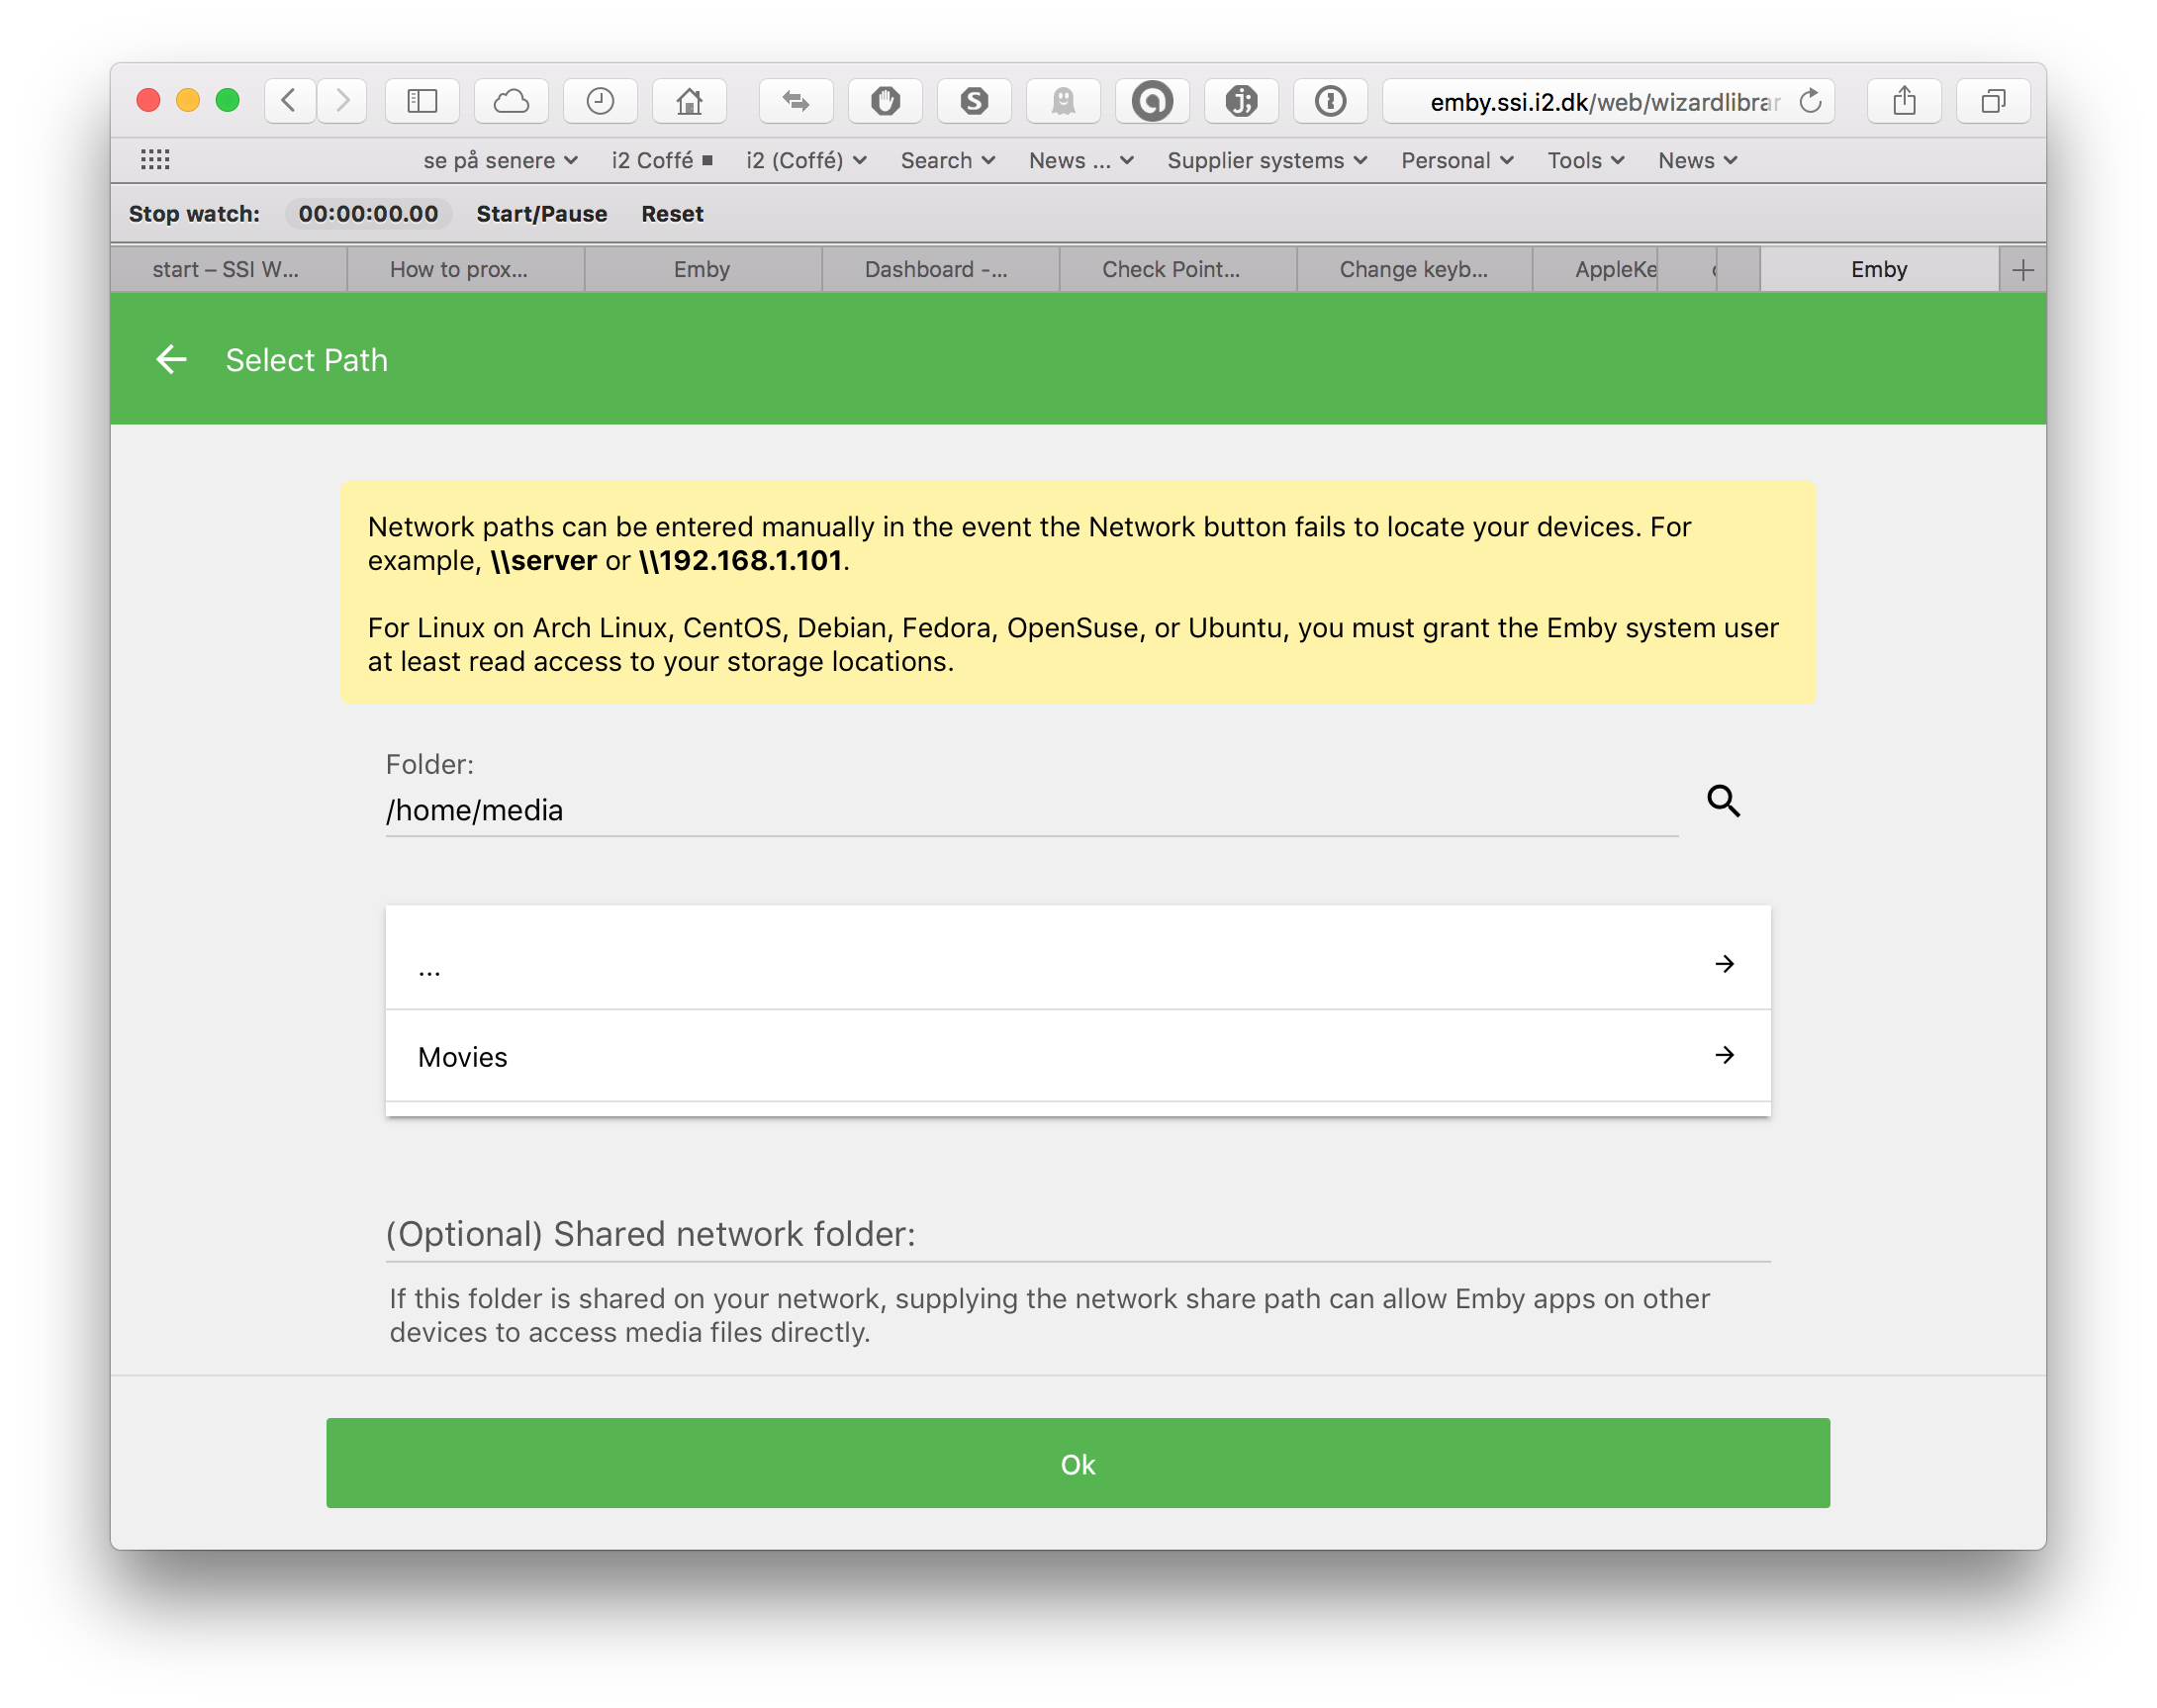 emby.ssi.i2.dk/web/wizardlibrar
se på senere i2 Coffé i2 (Coffé) Search News ... Supplier systems Personal Tools News
Stop watch: 00:00:00.00 Start/Pause Reset
start – SSI W... How to prox... Emby Dashboard -... Check Point... Change keyb... AppleKe Emby
Select Path
Network paths can be entered manually in the event the Network button fails to locate your devices. For
example, \\server or \\192.168.1.101.
For Linux on Arch Linux, CentOS, Debian, Fedora, OpenSuse, or Ubuntu, you must grant the Emby system user
at least read access to your storage locations.
Folder:
/home/media
...
Movies
(Optional) Shared network folder:
If this folder is shared on your network, supplying the network share path can allow Emby apps on other
devices to access media files directly.
Ok